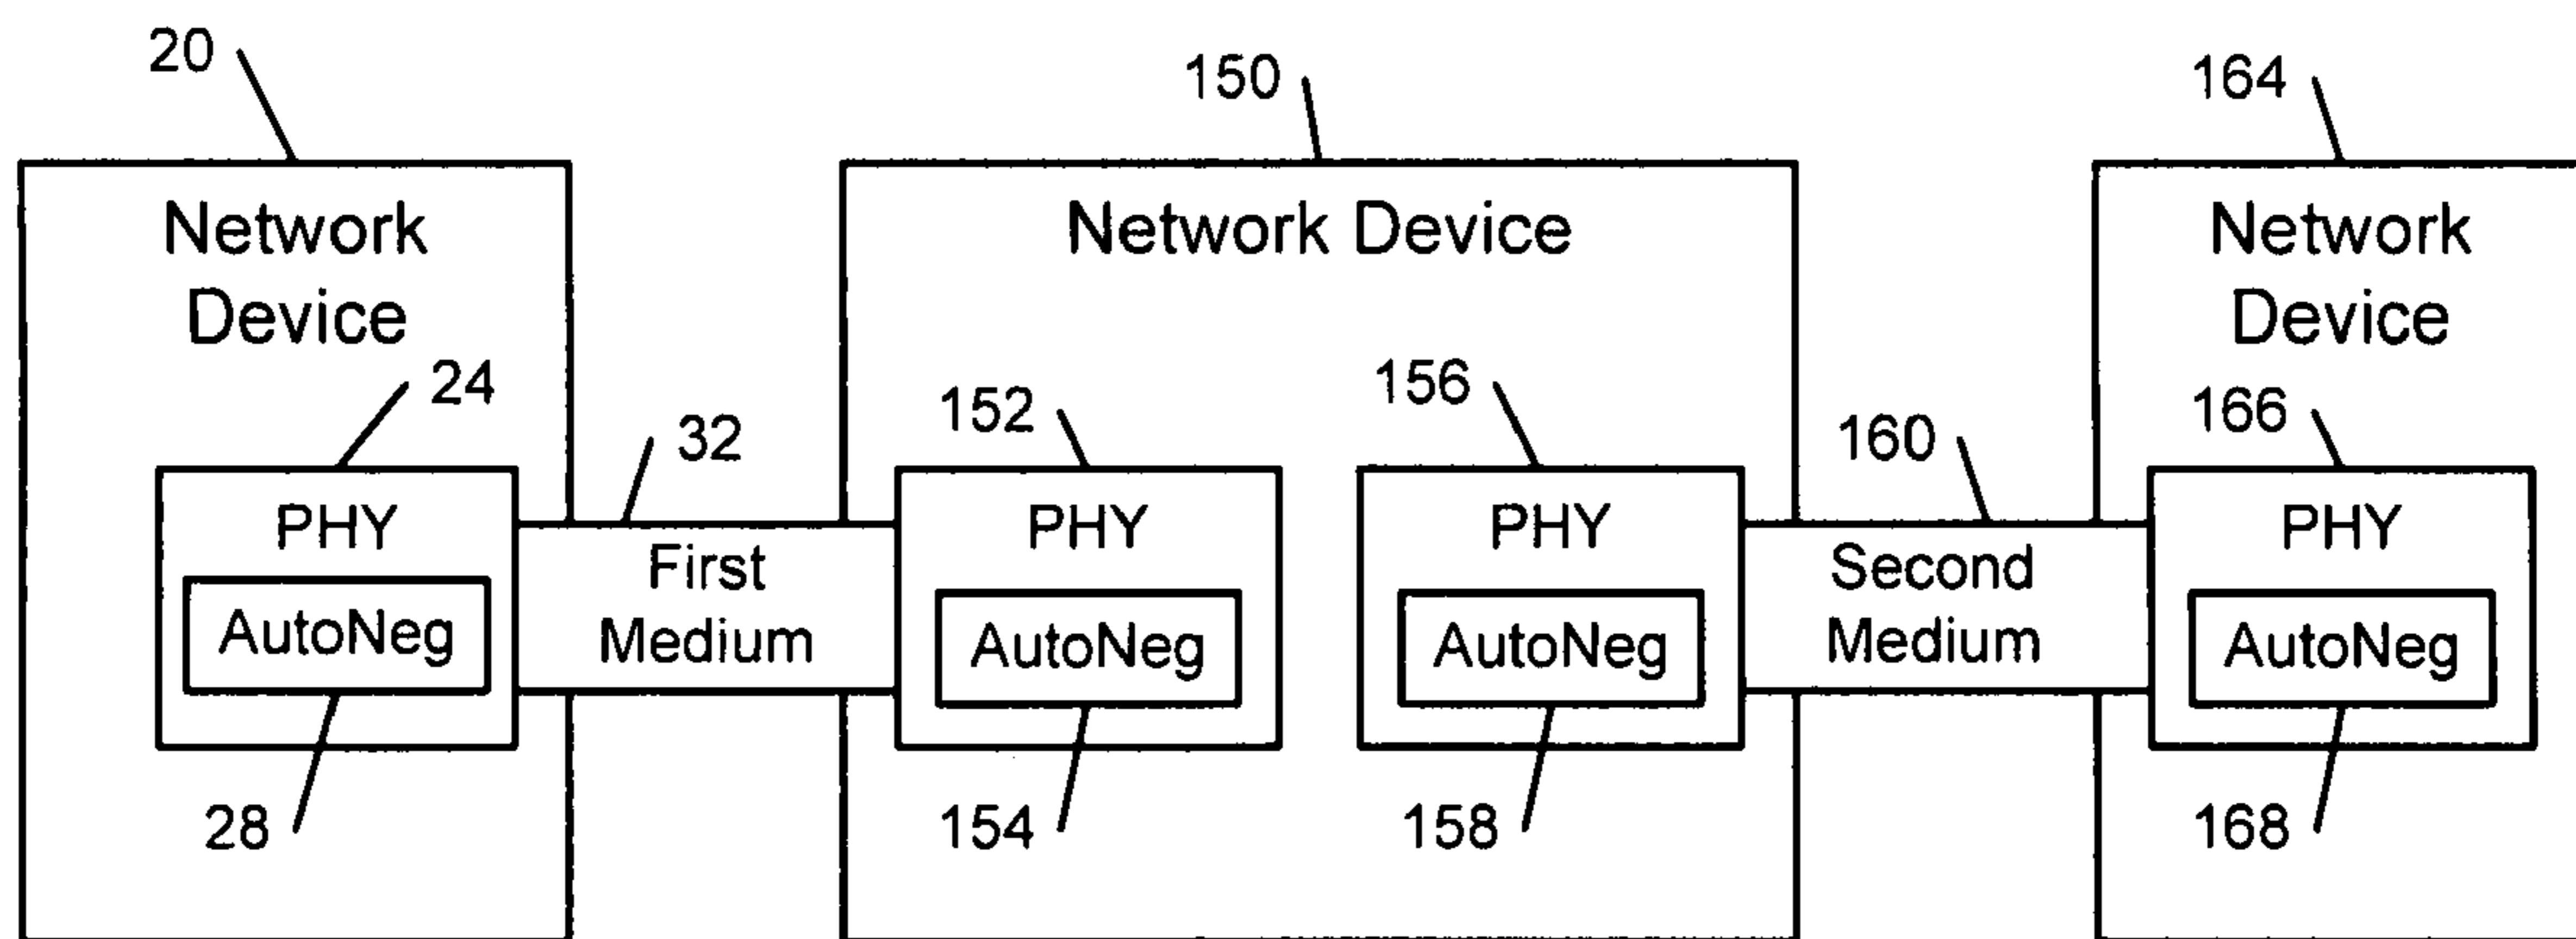 20
150
164
Network
Device
Network Device
Network
Device
24
152
156
166
32
160
PHY
PHY
PHY
PHY
First
Medium
Second
Medium
AutoNeg
AutoNeg
AutoNeg
AutoNeg
28
154
158
168